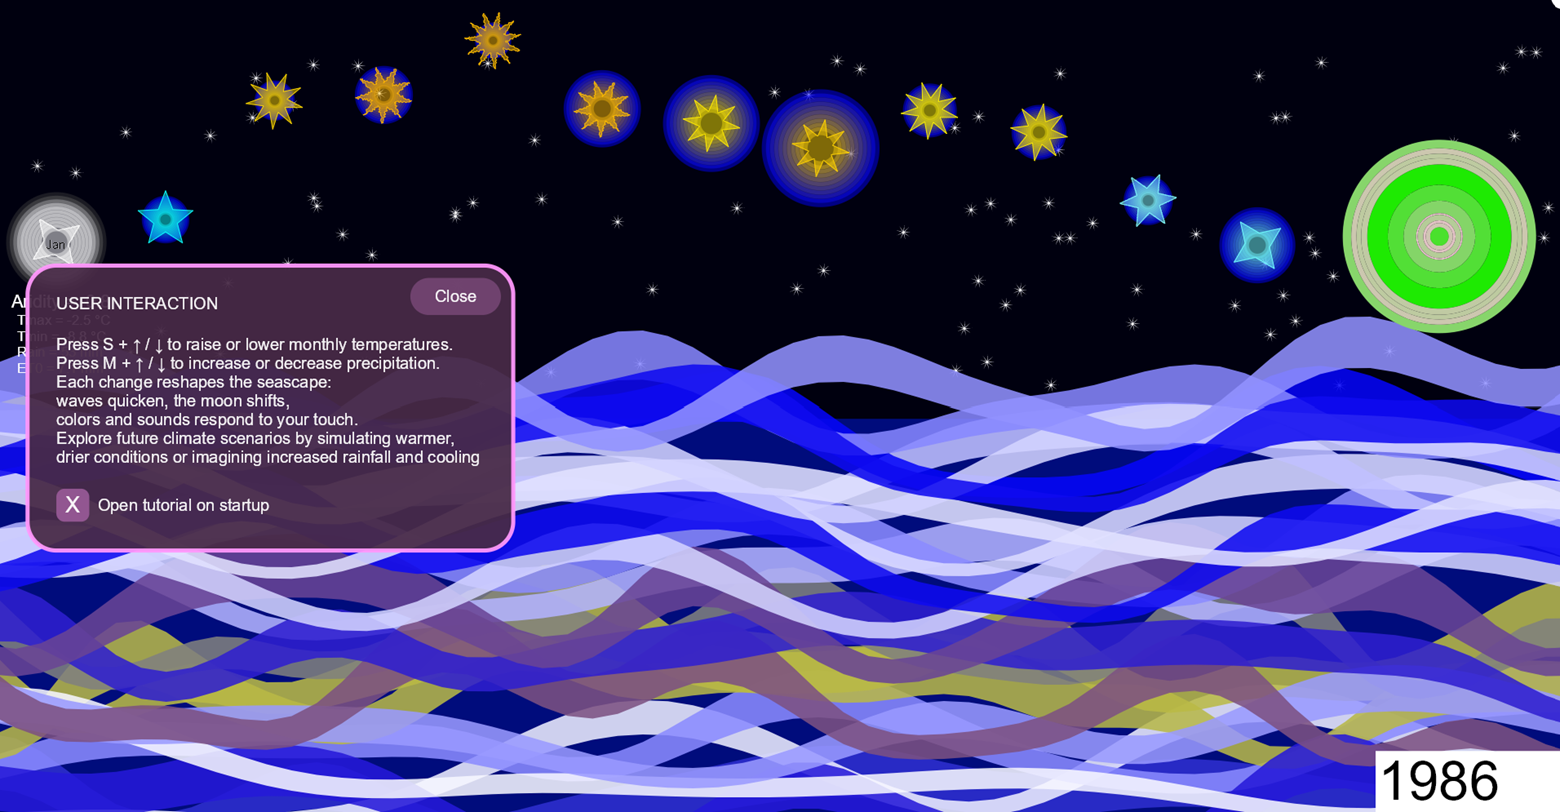 Jan
USER INTERACTION
Close
Press S + ↑ / ↓ to raise or lower monthly temperatures.
Press M + ↑ / ↓ to increase or decrease precipitation.
Each change reshapes the seascape:
waves quicken, the moon shifts,
colors and sounds respond to your touch.
Explore future climate scenarios by simulating warmer,
drier conditions or imagining increased rainfall and cooling
X Open tutorial on startup
1986